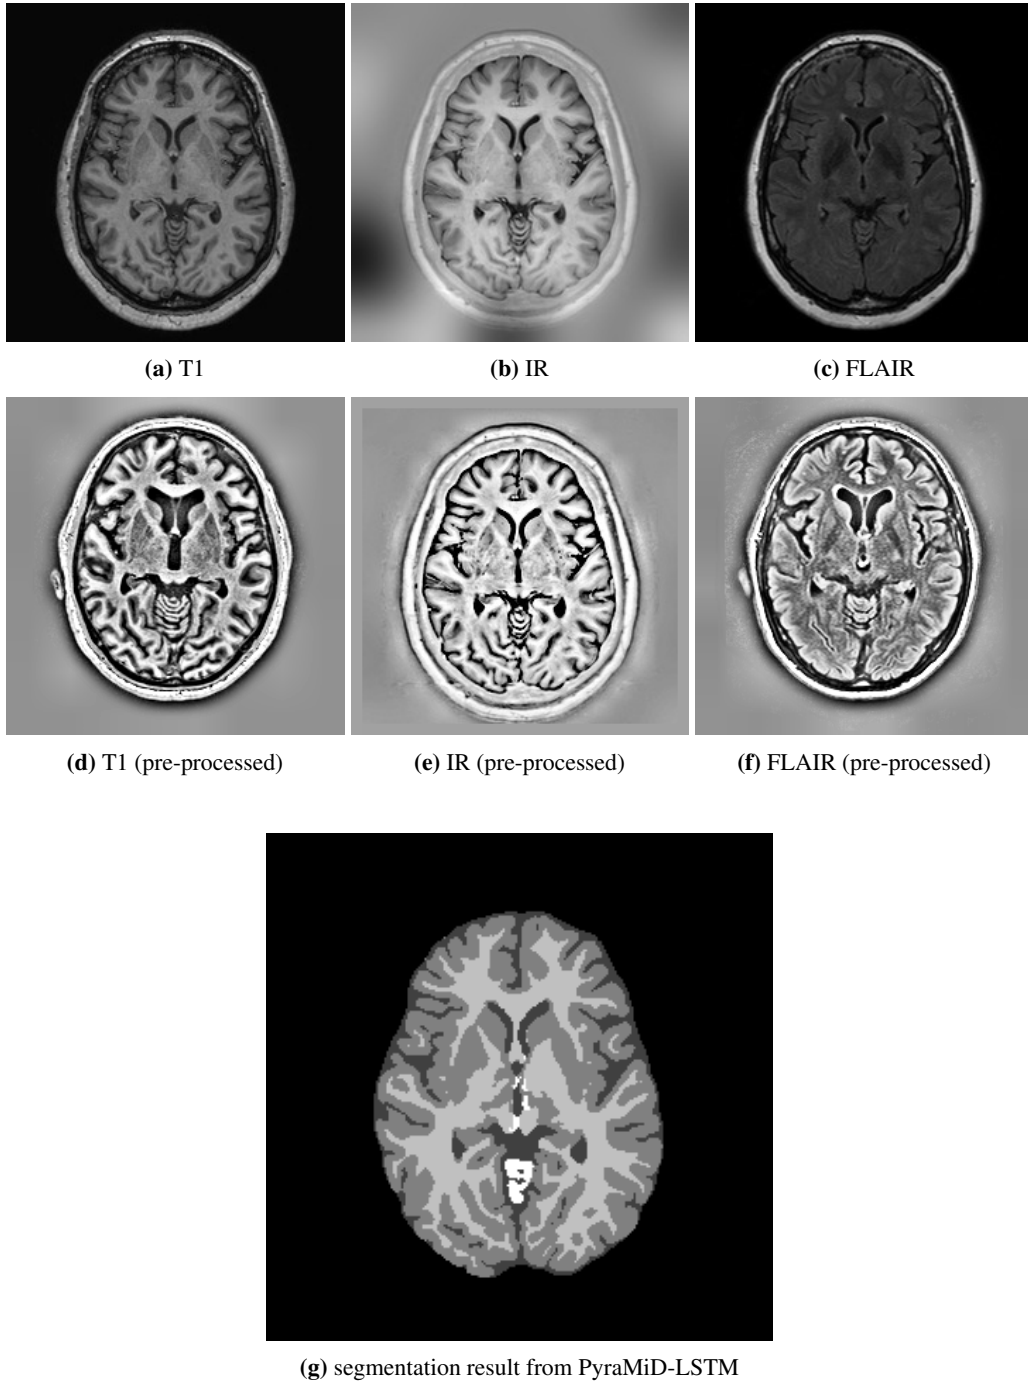 (a) T1
(b) IR
(c) FLAIR
(d) T1 (pre-processed)
(e) IR (pre-processed)
(f) FLAIR (pre-processed)
(g) segmentation result from PyraMiD-LSTM